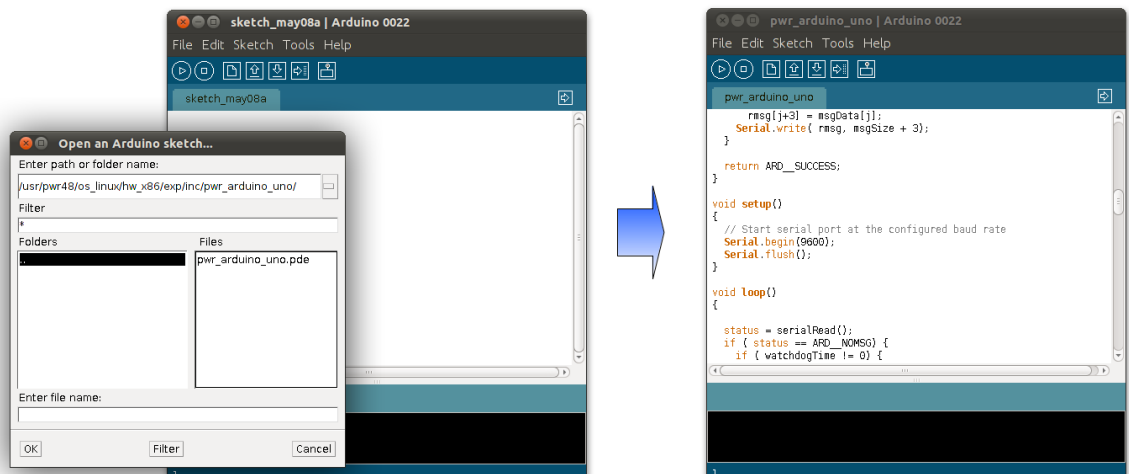 sketch_may08a | Arduino 0022
File Edit Sketch Tools Help
sketch_may08a
Open an Arduino sketch...
Enter path or folder name:
/usr/pwr48/os_linux/hw_x86/exp/inc/pwr_arduino_uno/
Filter
*
Folders Files
.. pwr_arduino_uno.pde
Enter file name:
OK Filter Cancel
1
pwr_arduino_uno | Arduino 0022
File Edit Sketch Tools Help
pwr_arduino_uno
rmsg[j+3] = msgData[j];
Serial.write( rmsg, msgSize + 3);
}
return ARD__SUCCESS;
}
void setup()
{
// Start serial port at the configured baud rate
Serial.begin(9600);
Serial.flush();
}
void loop()
{
status = serialRead();
if ( status == ARD__NOMSG) {
if ( watchdogTime != 0) {
1